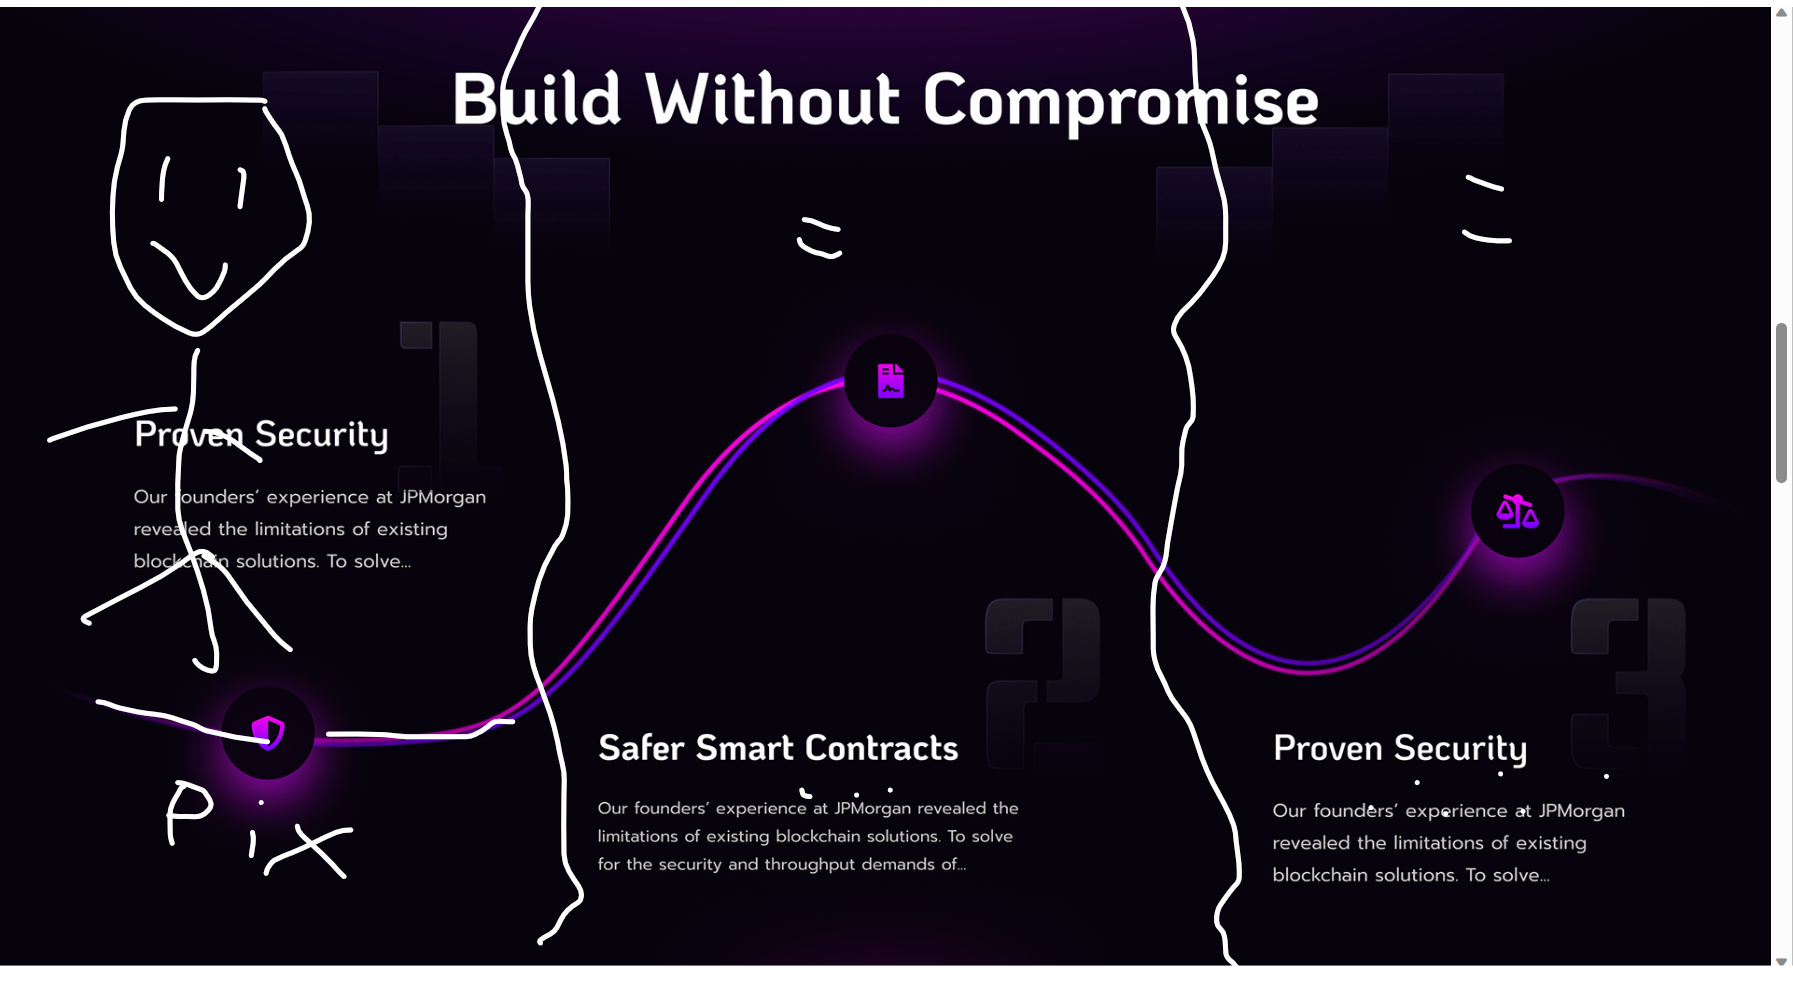 Build Without Compromise
1
Proven Security
Our founders’ experience at JPMorgan
revealed the limitations of existing
blockchain solutions. To solve...
Pix
2
Safer Smart Contracts
Our founders’ experience at JPMorgan revealed the
limitations of existing blockchain solutions. To solve
for the security and throughput demands of...
3
Proven Security
Our founders’ experience at JPMorgan
revealed the limitations of existing
blockchain solutions. To solve...